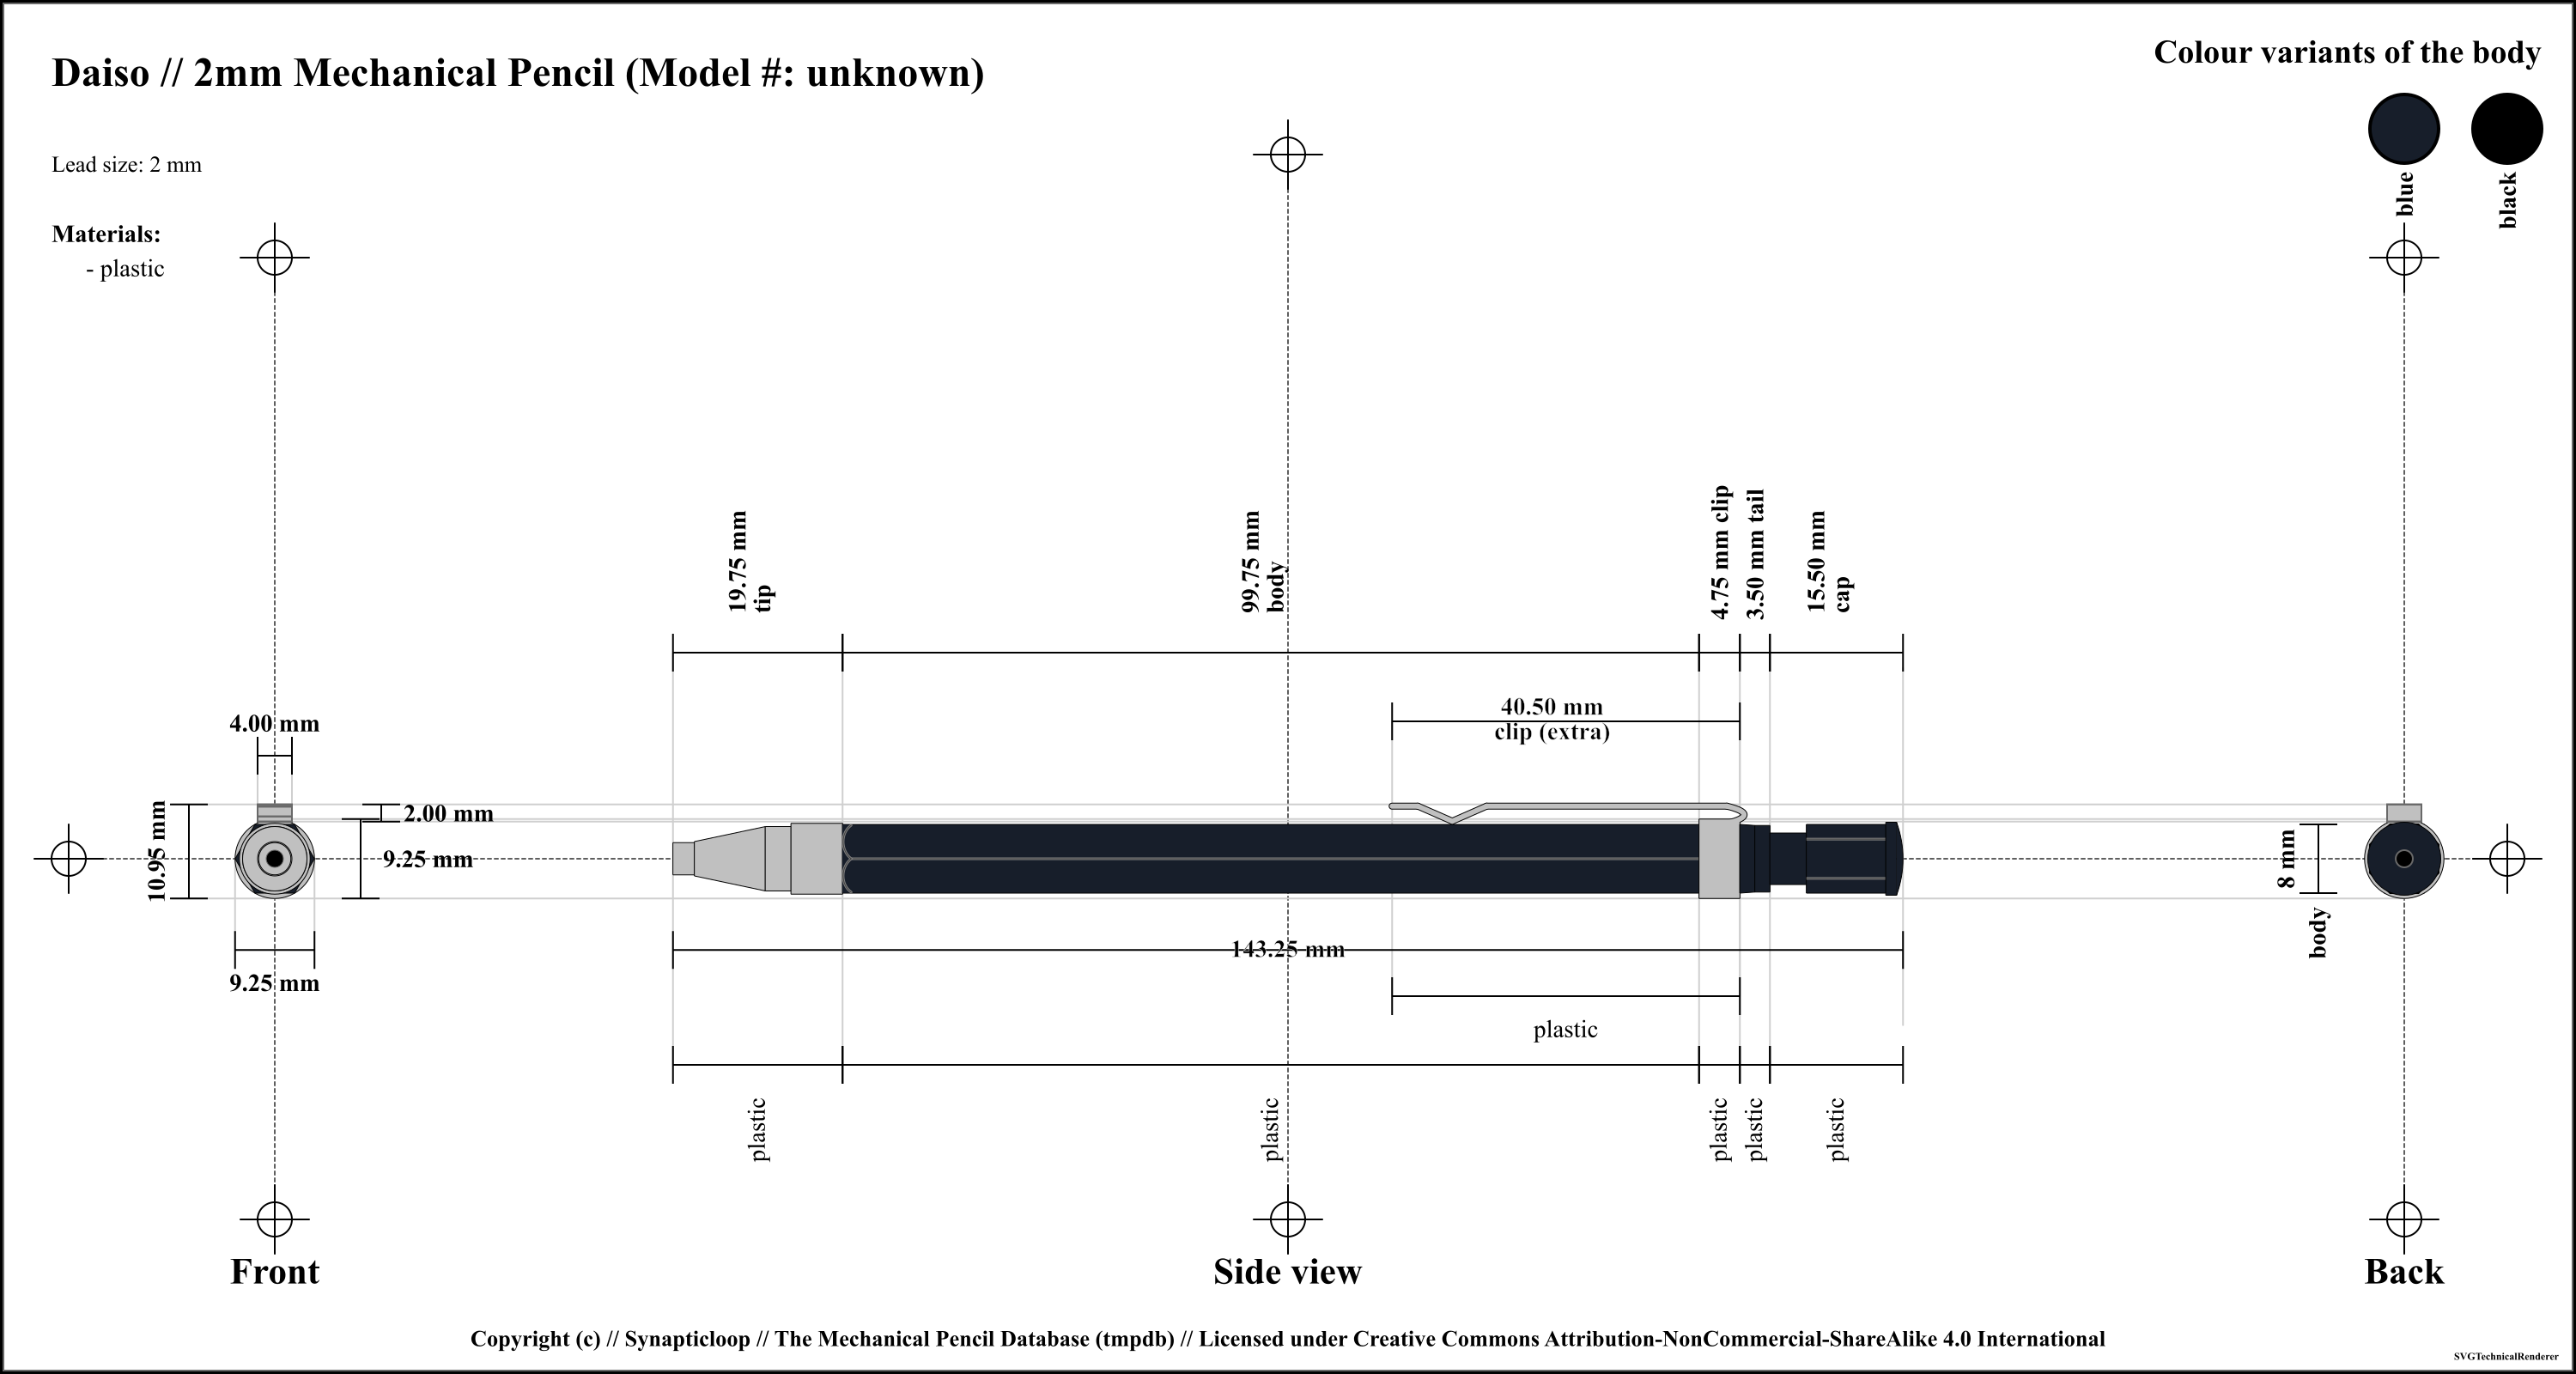 Daiso // 2mm Mechanical Pencil (Model #: unknown)
Colour variants of the body
blue
black
Lead size: 2 mm
Materials:
- plastic
19.75 mm
tip
99.75 mm
body
4.75 mm clip
3.50 mm tail
15.50 mm
cap
40.50 mm
clip (extra)
4.00 mm
2.00 mm
10.95 mm
9.25 mm
9.25 mm
8 mm
body
143.25 mm
plastic
plastic
plastic
plastic
plastic
plastic
Front
Side view
Back
Copyright (c) // Synapticloop // The Mechanical Pencil Database (tmpdb) // Licensed under Creative Commons Attribution-NonCommercial-ShareAlike 4.0 International
SVGTechnicalRenderer